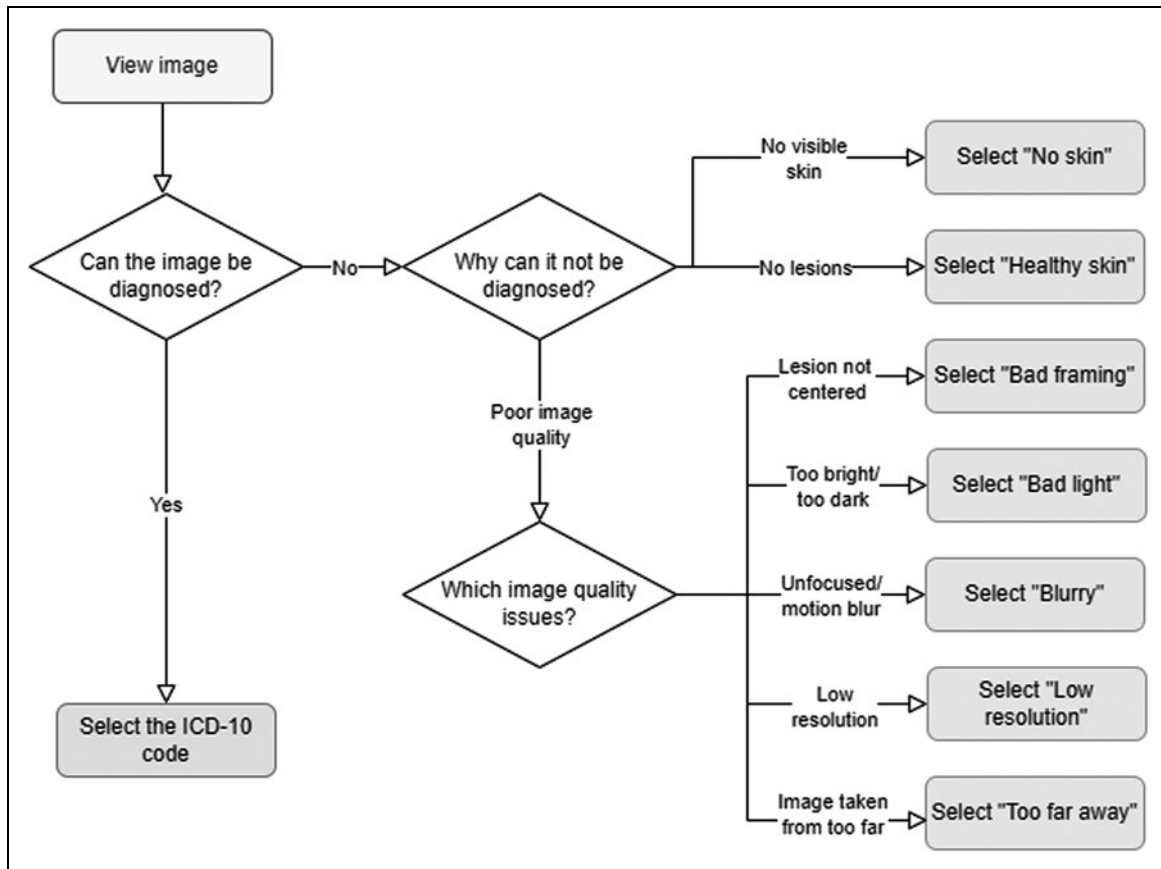 View image
No visible
skin
Select "No skin"
Can the image be
diagnosed?
No
Why can it not be
diagnosed?
No lesions
Select "Healthy skin"
Lesion not
centered
Select "Bad framing"
Poor image
quality
Too bright/
too dark
Select "Bad light"
Yes
Which image quality
issues?
Unfocused/
motion blur
Select "Blurry"
Low
resolution
Select "Low
resolution"
Select the ICD-10
code
Image taken
from too far
Select "Too far away"